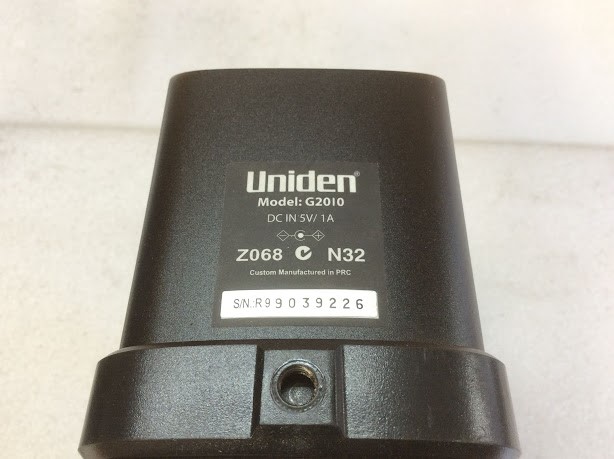 Uniden®
Model: G2010
DC IN 5V/ 1A
Z068 N32
Custom Manufactured in PRC
S/N:R99039226